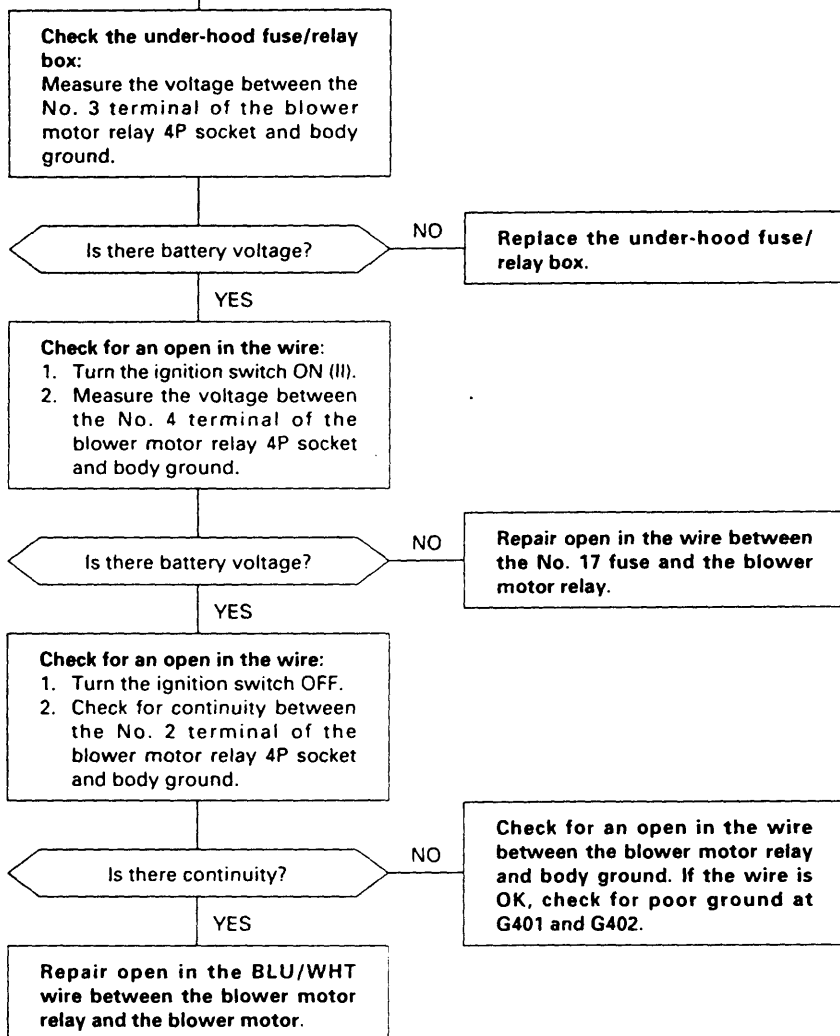 Check the under-hood fuse/relay
box:
Measure the voltage between the
No. 3 terminal of the blower
motor relay 4P socket and body
ground.
Is there battery voltage?
NO
Replace the under-hood fuse/
relay box.
YES
Check for an open in the wire:
1. Turn the ignition switch ON (II).
2. Measure the voltage between
the No. 4 terminal of the
blower motor relay 4P socket
and body ground.
Is there battery voltage?
NO
Repair open in the wire between
the No. 17 fuse and the blower
motor relay.
YES
Check for an open in the wire:
1. Turn the ignition switch OFF.
2. Check for continuity between
the No. 2 terminal of the
blower motor relay 4P socket
and body ground.
Is there continuity?
NO
Check for an open in the wire
between the blower motor relay
and body ground. If the wire is
OK, check for poor ground at
G401 and G402.
YES
Repair open in the BLU/WHT
wire between the blower motor
relay and the blower motor.